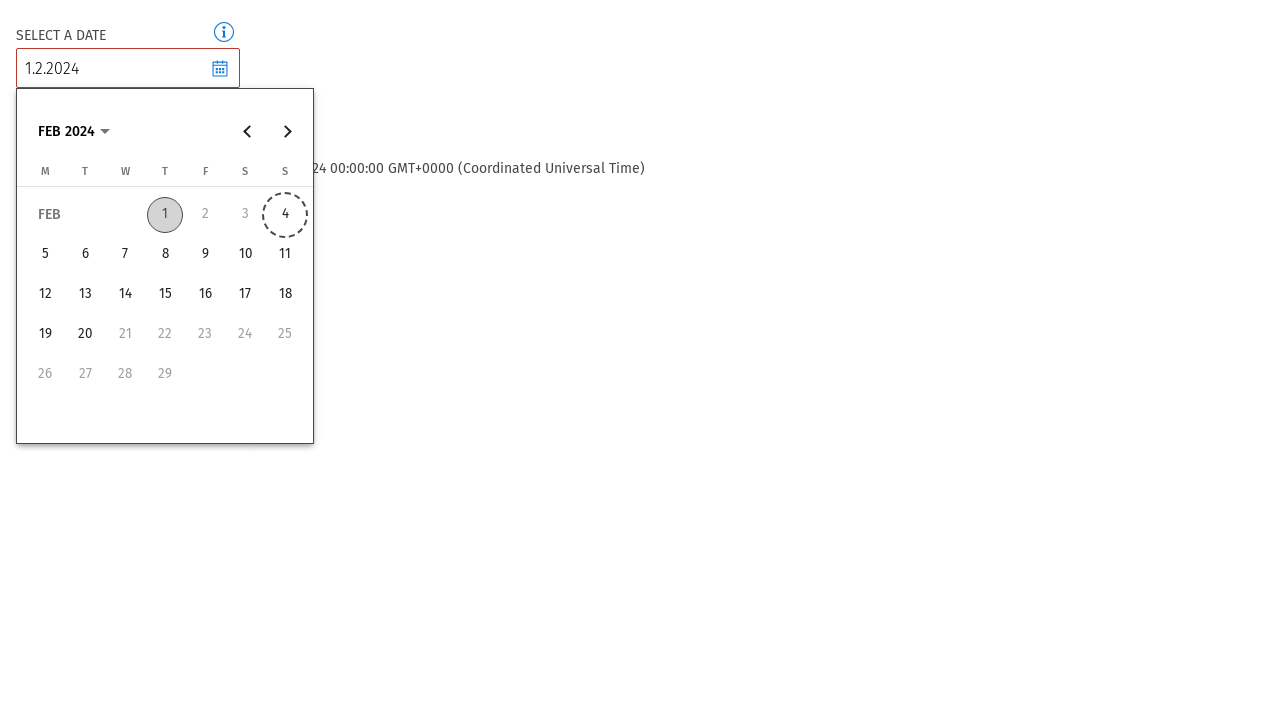 SELECT A DATE
1.2.2024
FEB 2024
M T W T F S S
24 00:00:00 GMT+0000 (Coordinated Universal Time)
FEB 1 2 3 4
5 6 7 8 9 10 11
12 13 14 15 16 17 18
19 20 21 22 23 24 25
26 27 28 29